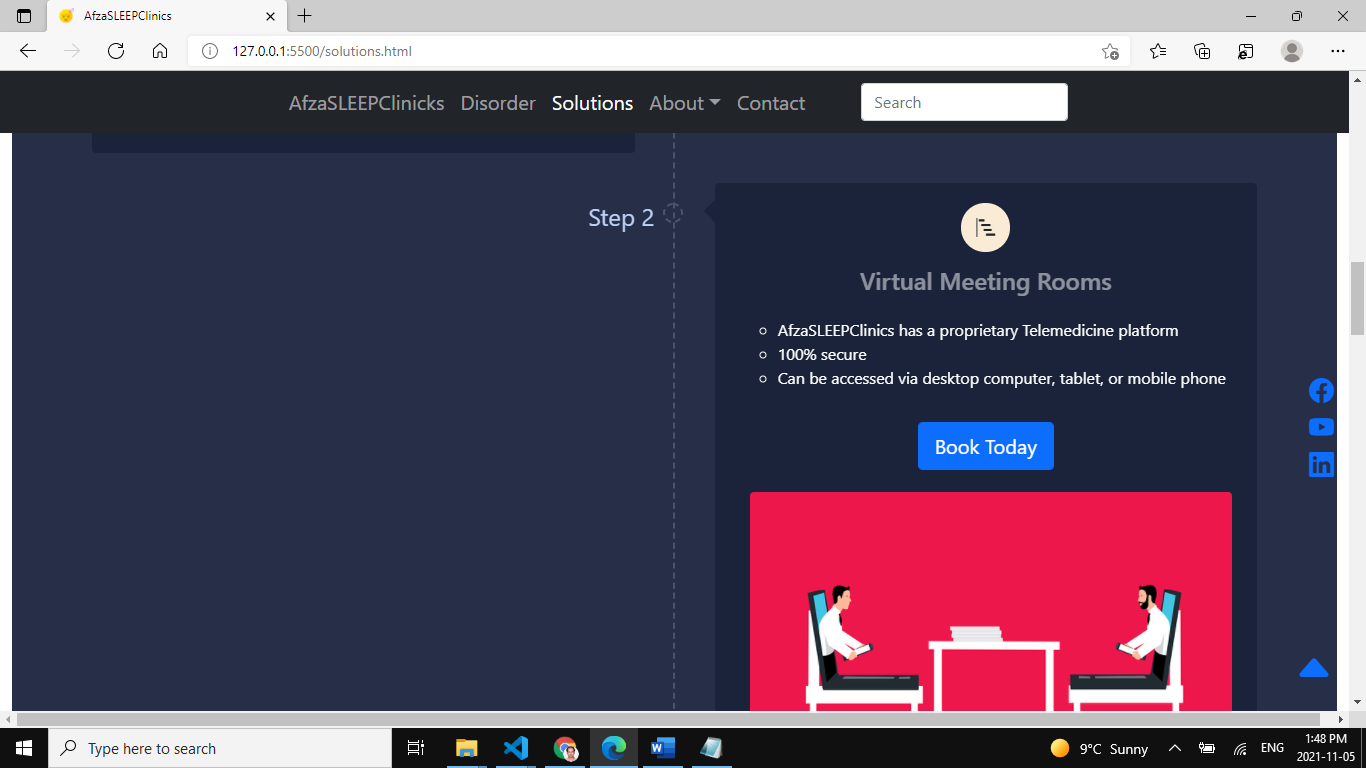 AfzaSLEEPClinics
127.0.0.1:5500/solutions.html
AfzaSLEEPClinicks Disorder Solutions About Contact Search
Step 2
Virtual Meeting Rooms
AfzaSLEEPClinics has a proprietary Telemedicine platform
100% secure
Can be accessed via desktop computer, tablet, or mobile phone
Book Today
Type here to search
9°C Sunny
ENG
1:48 PM
2021-11-05